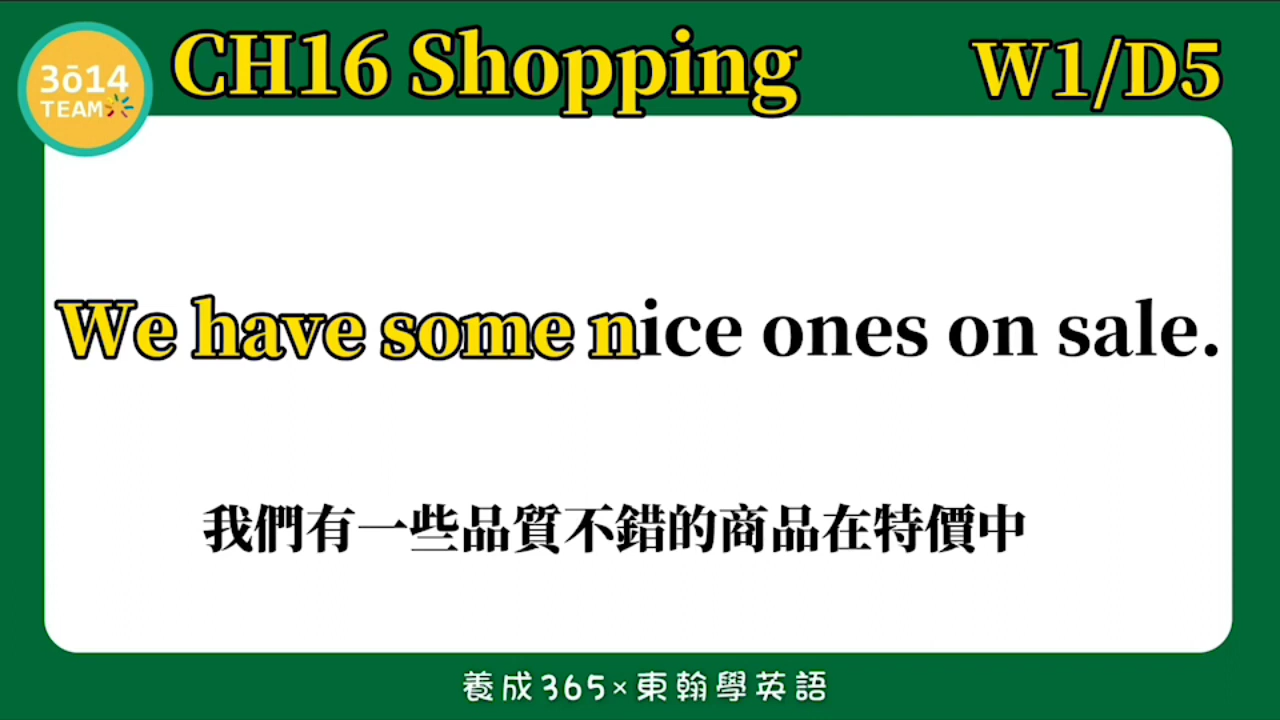 3ō14
TEAM
CH16 Shopping
W1/D5
We have some nice ones on sale.
我們有一些品質不錯的商品在特價中
養成365×東翰學英語